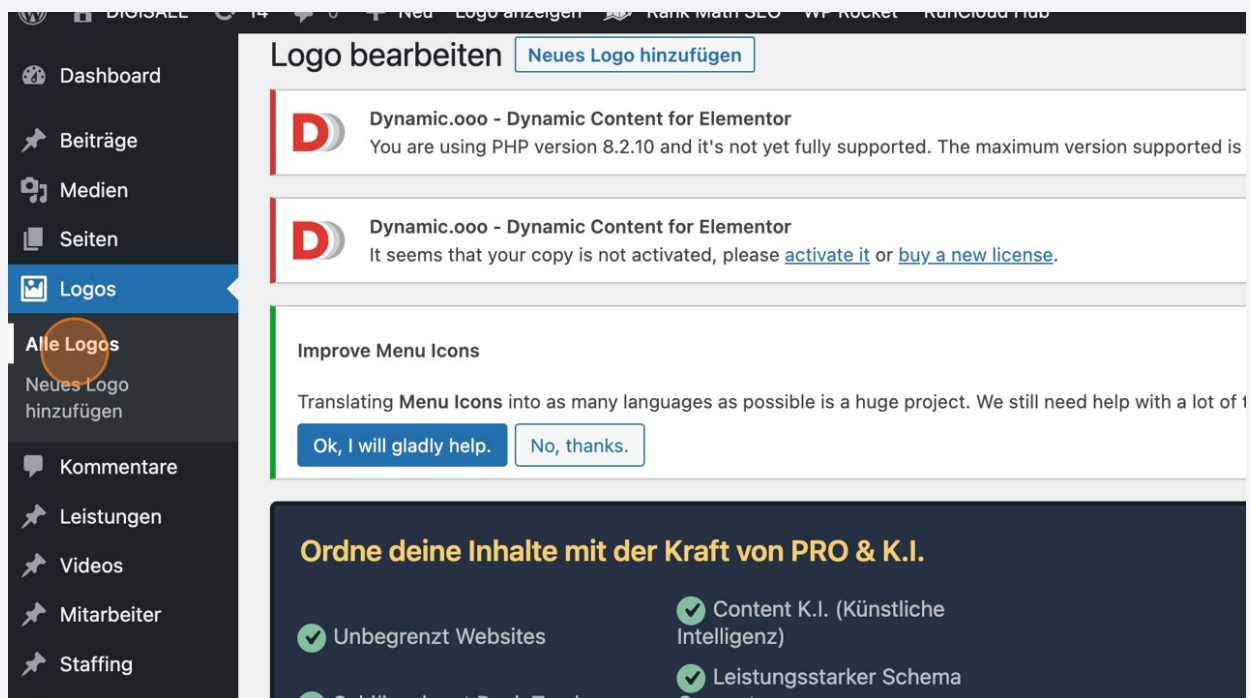 DIGISALL 14 0 Neu Logo anzeigen Rank Math SEO WP Rocket RunCloud Hub
Dashboard
Beiträge
Medien
Seiten
Logos
Alle Logos
Neues Logo
hinzufügen
Kommentare
Leistungen
Videos
Mitarbeiter
Staffing
Logo bearbeiten Neues Logo hinzufügen
Dynamic.ooo - Dynamic Content for Elementor
You are using PHP version 8.2.10 and it's not yet fully supported. The maximum version supported is
Dynamic.ooo - Dynamic Content for Elementor
It seems that your copy is not activated, please activate it or buy a new license.
Improve Menu Icons
Translating Menu Icons into as many languages as possible is a huge project. We still need help with a lot of
Ok, I will gladly help. No, thanks.
Ordne deine Inhalte mit der Kraft von PRO & K.I.
Unbegrenzt Websites
Content K.I. (Künstliche
Intelligenz)
Leistungsstarker Schema